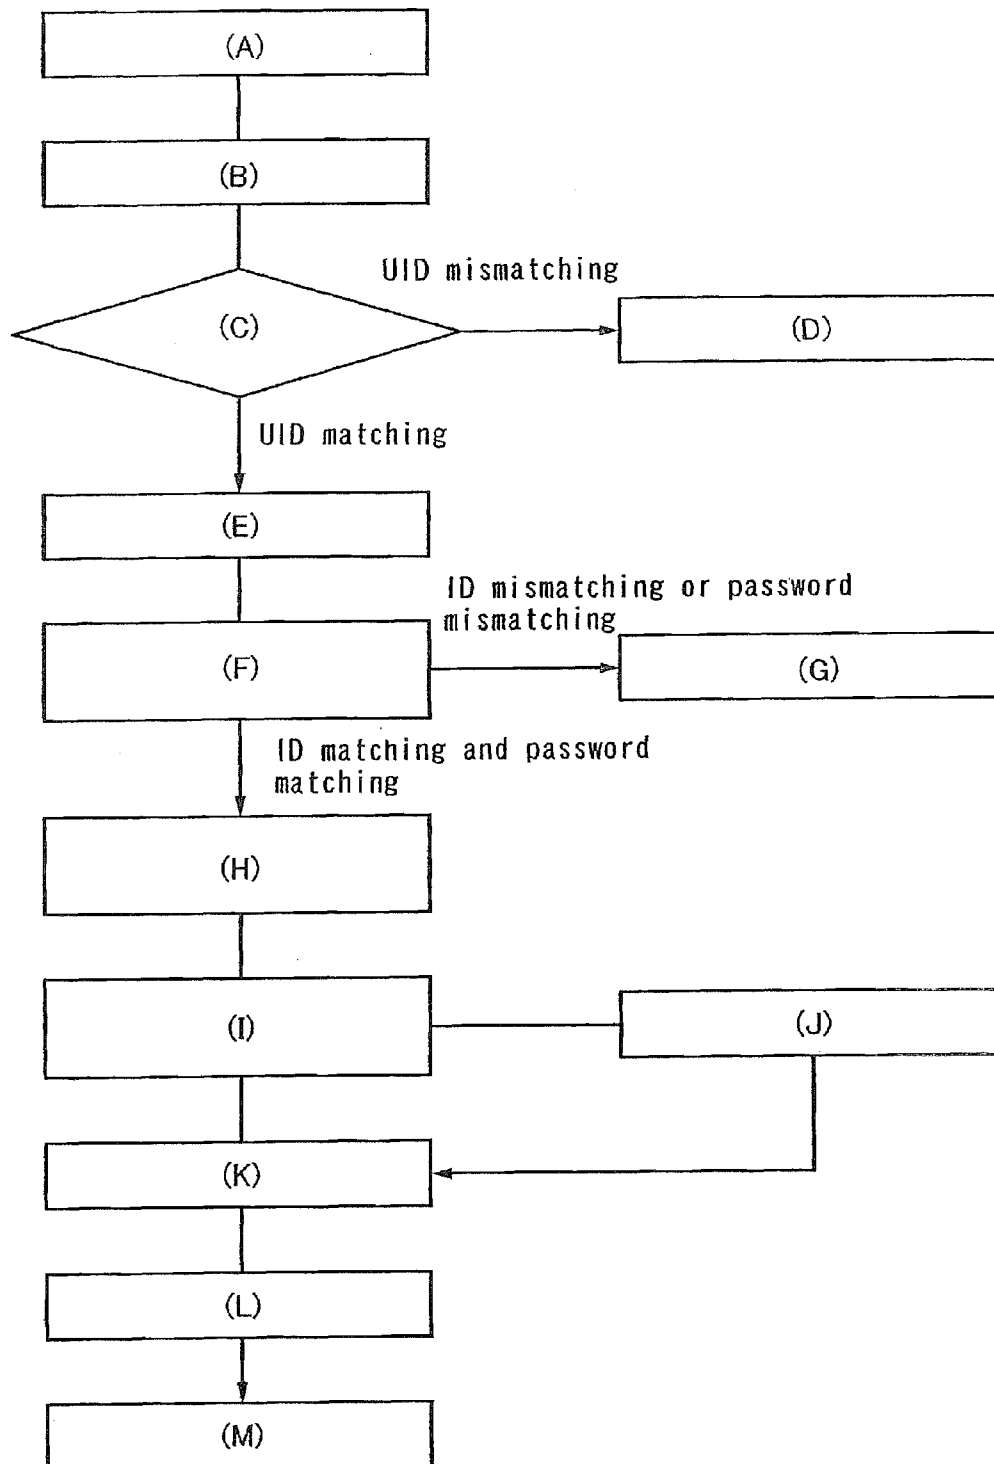 (A)
(B)
UID mismatching
(C)
(D)
UID matching
(E)
ID mismatching or password
mismatching
(F)
(G)
ID matching and password
matching
(H)
(I)
(J)
(K)
(L)
(M)